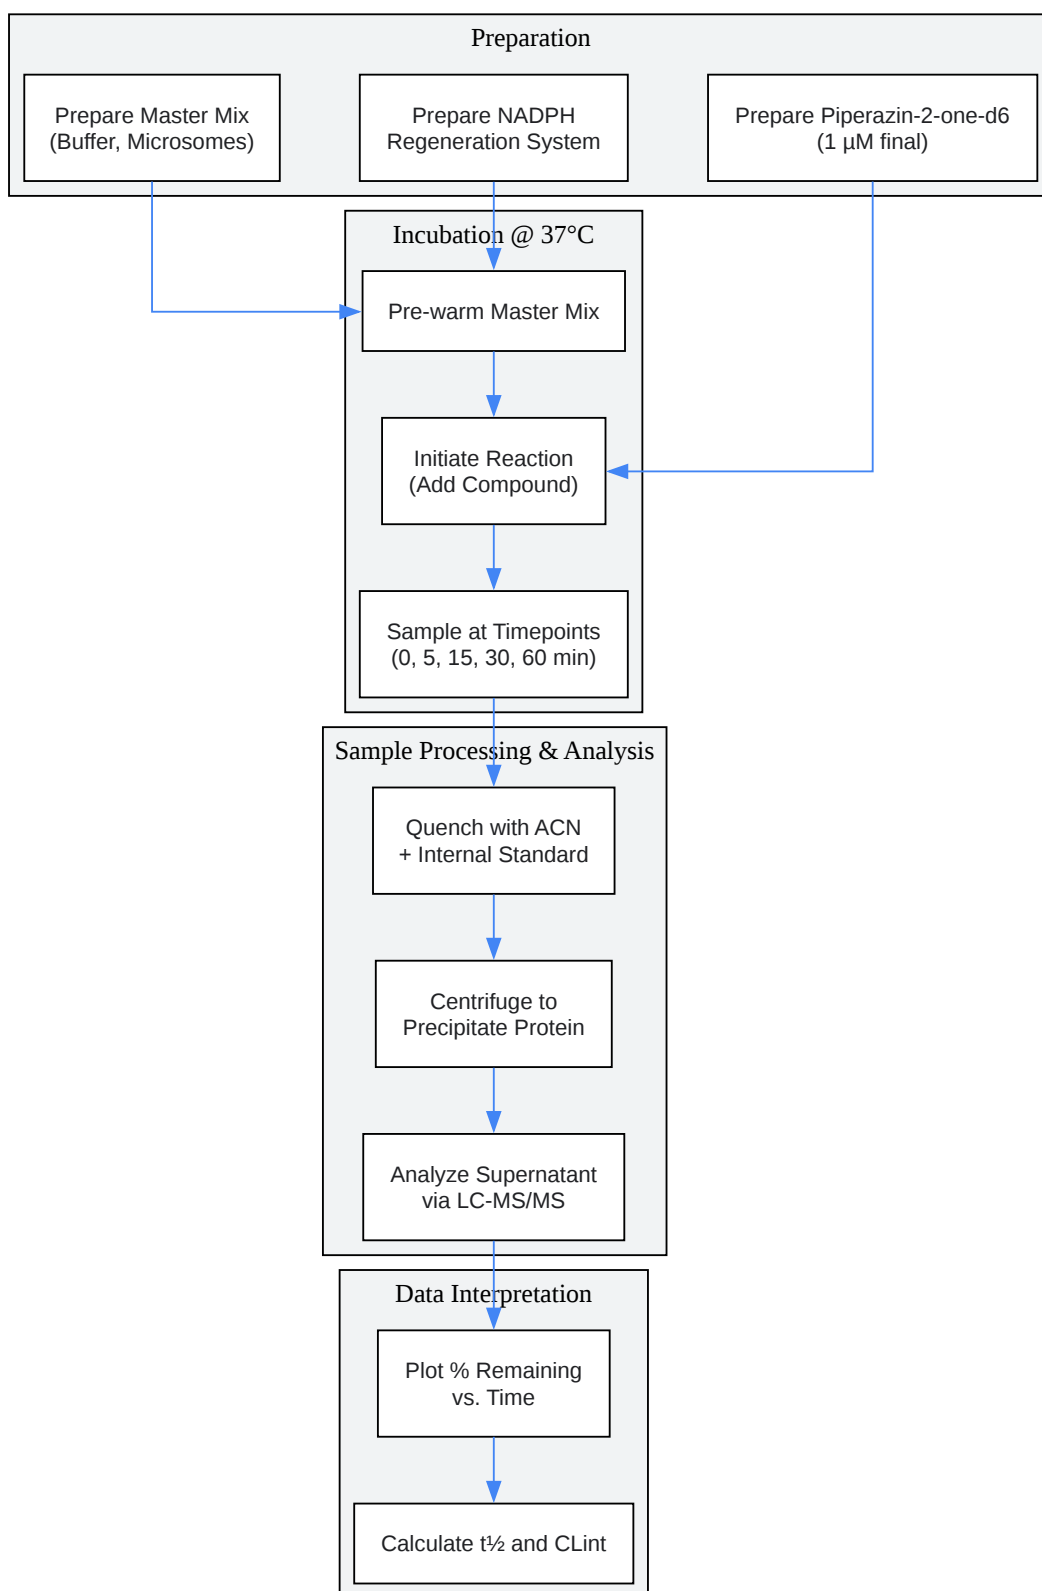 Preparation
Prepare Master Mix
(Buffer, Microsomes)
Prepare NADPH
Regeneration System
Prepare Piperazin-2-one-d6
(1 µM final)
Incubation @ 37°C
Pre-warm Master Mix
Initiate Reaction
(Add Compound)
Sample at Timepoints
(0, 5, 15, 30, 60 min)
Sample Processing & Analysis
Quench with ACN
+ Internal Standard
Centrifuge to
Precipitate Protein
Analyze Supernatant
via LC-MS/MS
Data Interpretation
Plot % Remaining
vs. Time
Calculate t½ and CLint